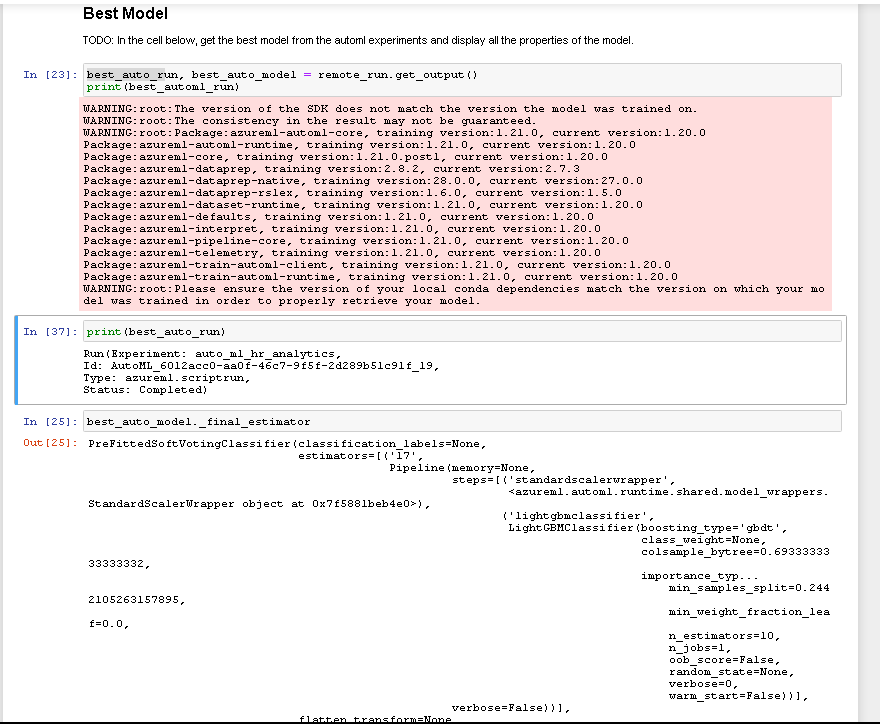 Best Model
TODO: In the cell below, get the best model from the automl experiments and display all the properties of the model.
In [23]: best_auto_run, best_auto_model = remote_run.get_output()
print(best_automl_run)
WARNING:root:The version of the SDK does not match the version the model was trained on.
WARNING:root:The consistency in the result may not be guaranteed.
WARNING:root:Package:azureml-automl-core, training version:1.21.0, current version:1.20.0
Package:azureml-automl-runtime, training version:1.21.0, current version:1.20.0
Package:azureml-core, training version:1.21.0.post1, current version:1.20.0
Package:azureml-dataprep, training version:2.8.2, current version:2.7.3
Package:azureml-dataprep-native, training version:28.0.0, current version:27.0.0
Package:azureml-dataprep-rslex, training version:1.6.0, current version:1.5.0
Package:azureml-dataset-runtime, training version:1.21.0, current version:1.20.0
Package:azureml-defaults, training version:1.21.0, current version:1.20.0
Package:azureml-interpret, training version:1.21.0, current version:1.20.0
Package:azureml-pipeline-core, training version:1.21.0, current version:1.20.0
Package:azureml-telemetry, training version:1.21.0, current version:1.20.0
Package:azureml-train-automl-client, training version:1.21.0, current version:1.20.0
Package:azureml-train-automl-runtime, training version:1.21.0, current version:1.20.0
WARNING:root:Please ensure the version of your local conda dependencies match the version on which your mo
del was trained in order to properly retrieve your model.
In [37]: print(best_auto_run)
Run(Experiment: auto_ml_hr_analytics,
Id: AutoML_6012acc0-aa0f-46c7-9f5f-2d289b51c91f_19,
Type: azureml.scriptrun,
Status: Completed)
In [25]: best_auto_model._final_estimator
Out[25]: PreFittedSoftVotingClassifier(classification_labels=None,
estimators=[('17',
Pipeline(memory=None,
steps=[('standardscalerwrapper',
<azureml.automl.runtime.shared.model_wrappers.
StandardScalerWrapper object at 0x7f5881beb4e0>),
('lightgbmclassifier',
LightGBMClassifier(boosting_type='gbdt',
class_weight=None,
colsample_bytree=0.69333333
33333332,
importance_typ...
min_samples_split=0.244
2105263157895,
min_weight_fraction_lea
f=0.0,
n_estimators=10,
n_jobs=1,
oob_score=False,
random_state=None,
verbose=0,
warm_start=False))],
verbose=False))],
flatten_transform=None